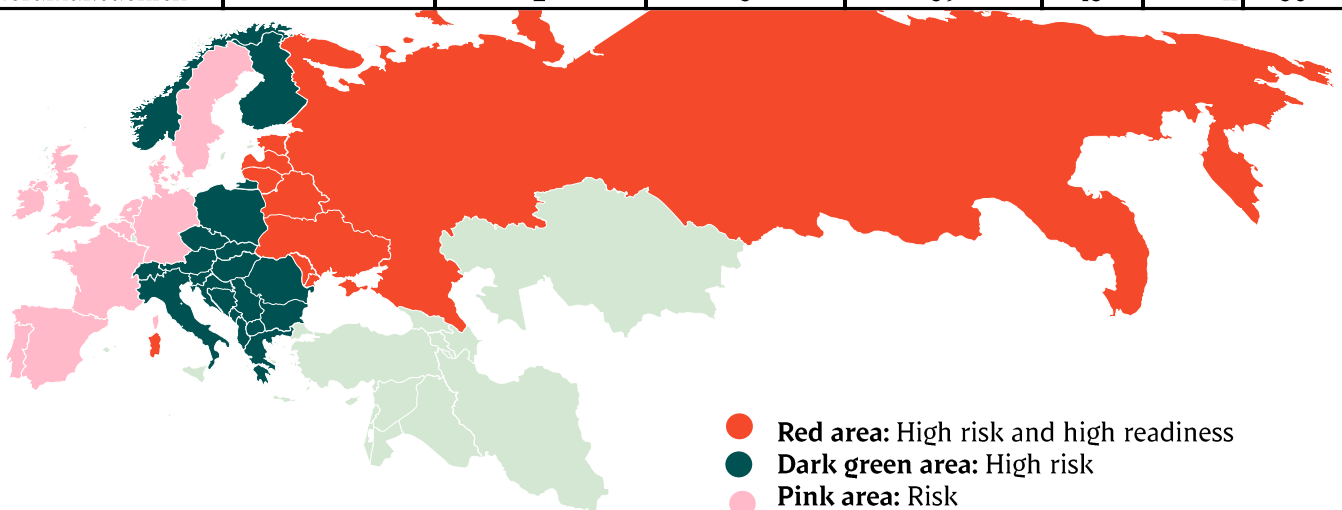 Red area: High risk and high readiness
Dark green area: High risk
Pink area: Risk